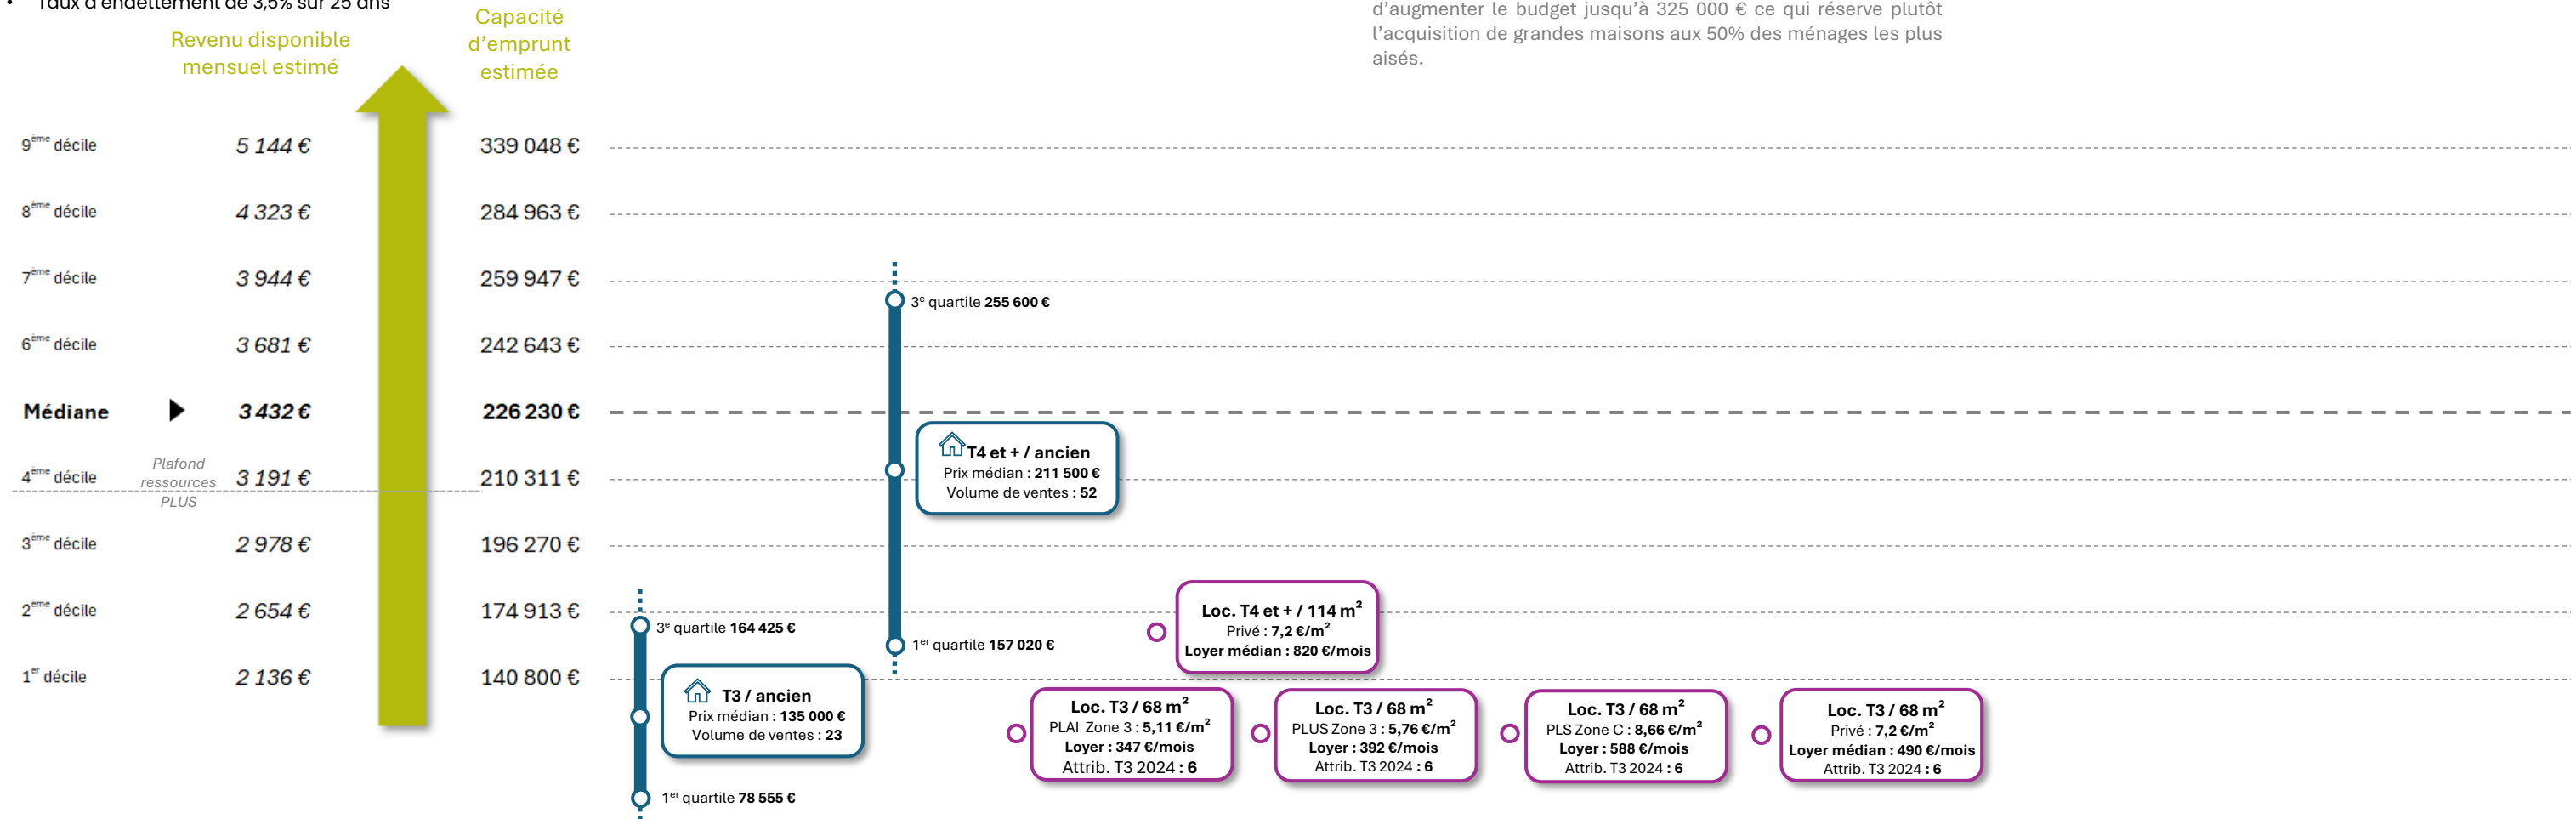 • Taux d'endettement de 3,5% sur 25 ans
Revenu disponible
mensuel estimé
Capacité
d'emprunt
estimée
d'augmenter le budget jusqu'à 325 000 € ce qui réserve plutôt
l'acquisition de grandes maisons aux 50% des ménages les plus
aisés.
9ème décile 5 144 € 339 048 €
8ème décile 4 323 € 284 963 €
7ème décile 3 944 € 259 947 €
3e quartile 255 600 €
6ème décile 3 681 € 242 643 €
Médiane 3 432 € 226 230 €
T4 et + / ancien
Prix médian : 211 500 €
Volume de ventes : 52
4ème décile 3 191 € 210 311 €
Plafond
ressources
PLUS
3ème décile 2 978 € 196 270 €
2ème décile 2 654 € 174 913 €
3e quartile 164 425 €
1er quartile 157 020 €
Loc. T4 et + / 114 m²
Privé : 7,2 €/m²
Loyer médian : 820 €/mois
1er décile 2 136 € 140 800 €
T3 / ancien
Prix médian : 135 000 €
Volume de ventes : 23
1er quartile 78 555 €
Loc. T3 / 68 m²
PLAI Zone 3 : 5,11 €/m²
Loyer : 347 €/mois
Attrib. T3 2024 : 6
Loc. T3 / 68 m²
PLUS Zone 3 : 5,76 €/m²
Loyer : 392 €/mois
Attrib. T3 2024 : 6
Loc. T3 / 68 m²
PLS Zone C : 8,66 €/m²
Loyer : 588 €/mois
Attrib. T3 2024 : 6
Loc. T3 / 68 m²
Privé : 7,2 €/m²
Loyer médian : 490 €/mois
Attrib. T3 2024 : 6